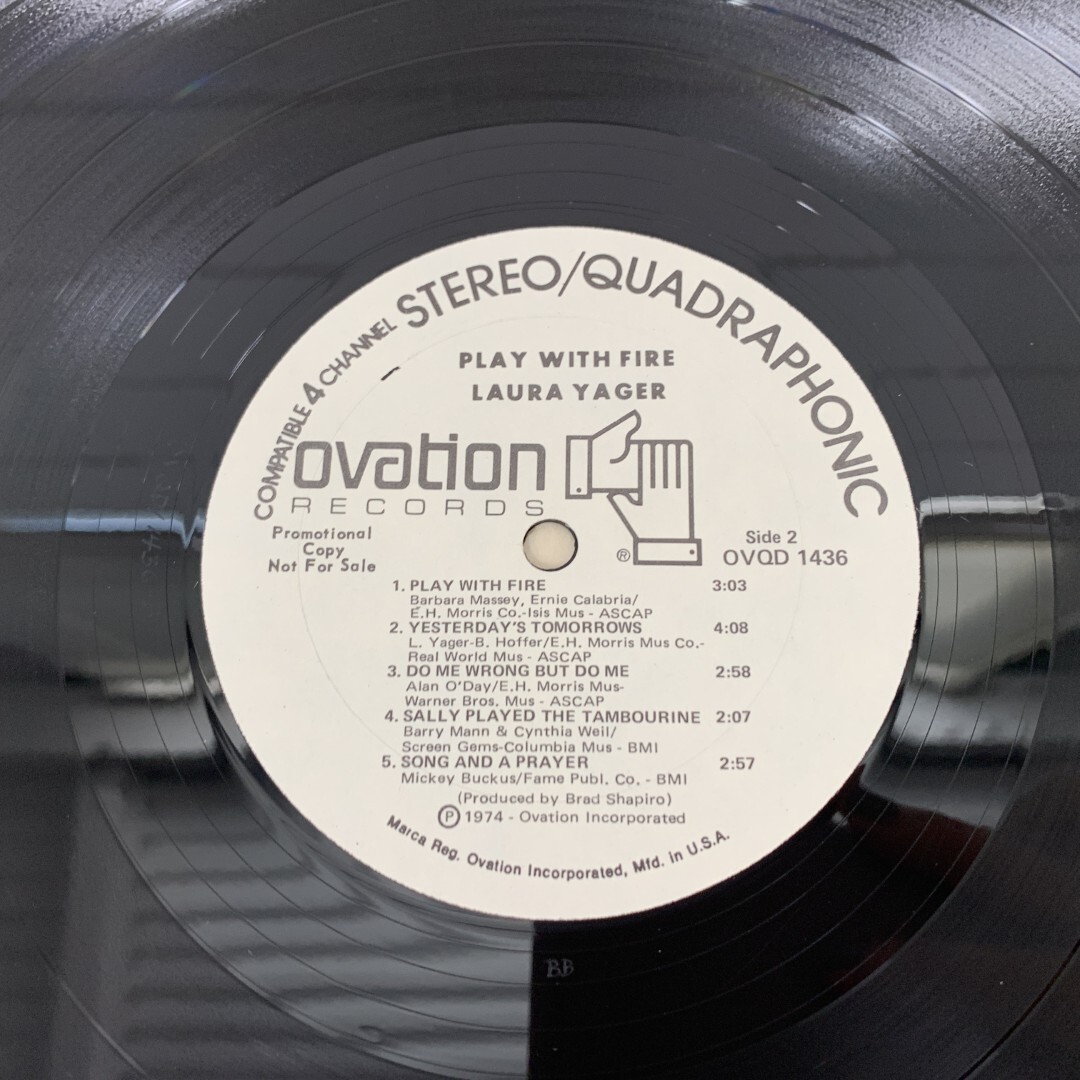 COMPATIBLE 4 CHANNEL STEREO/QUADRAPHONIC
PLAY WITH FIRE
LAURA YAGER
ovation
RECORDS
Promotional
Copy
Not For Sale
®
Side 2
OVQD 1436
1. PLAY WITH FIRE 3:03
Barbara Massey, Ernie Calabria/
E.H. Morris Co.-Isis Mus - ASCAP
2. YESTERDAY'S TOMORROWS 4:08
L. Yager-B. Hoffer/E.H. Morris Mus Co.-
Real World Mus - ASCAP
3. DO ME WRONG BUT DO ME 2:58
Alan O'Day/E.H. Morris Mus-
Warner Bros. Mus - ASCAP
4. SALLY PLAYED THE TAMBOURINE 2:07
Barry Mann & Cynthia Weil/
Screen Gems-Columbia Mus - BMI
5. SONG AND A PRAYER 2:57
Mickey Buckus/Fame Publ. Co. - BMI
(Produced by Brad Shapiro)
Ⓟ 1974 - Ovation Incorporated
Marca Reg. Ovation Incorporated, Mfd. in U.S.A.
BB